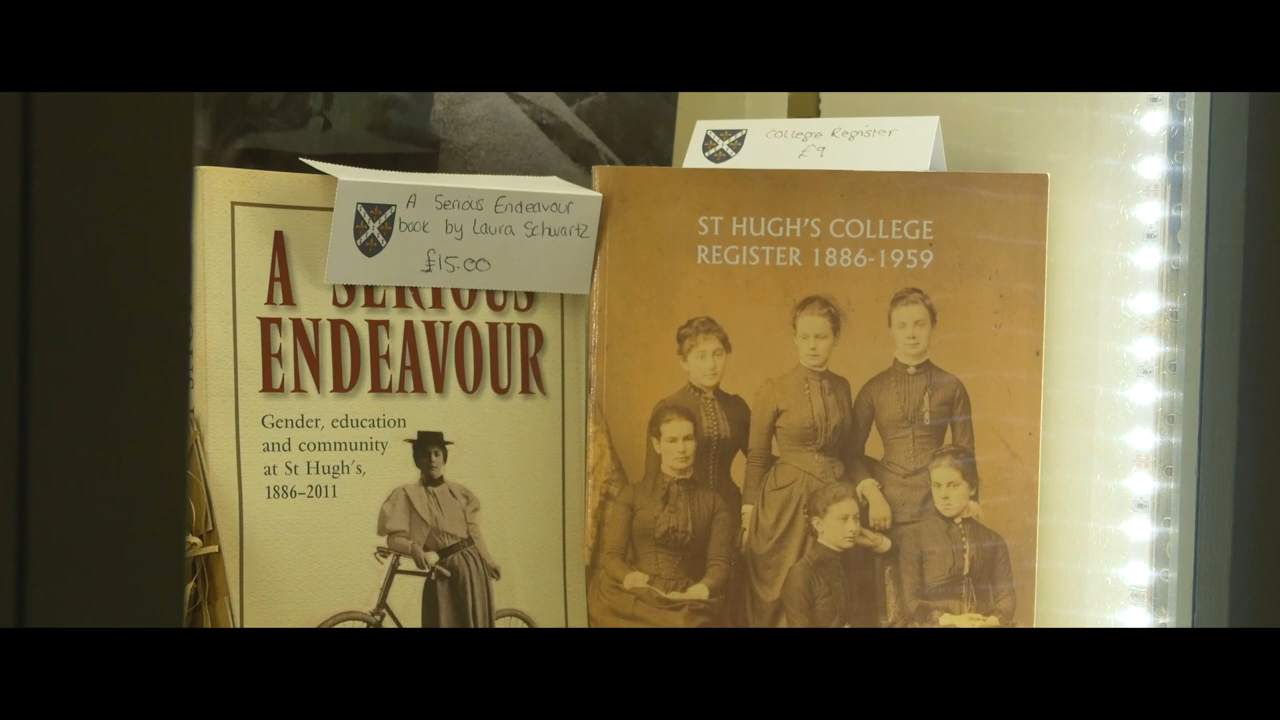 A Serious Endeavour
book by Laura Schwartz
£15.00
A SERIOUS
ENDEAVOUR
Gender, education
and community
at St Hugh's,
1886–2011
College Register
£9
ST HUGH'S COLLEGE
REGISTER 1886-1959